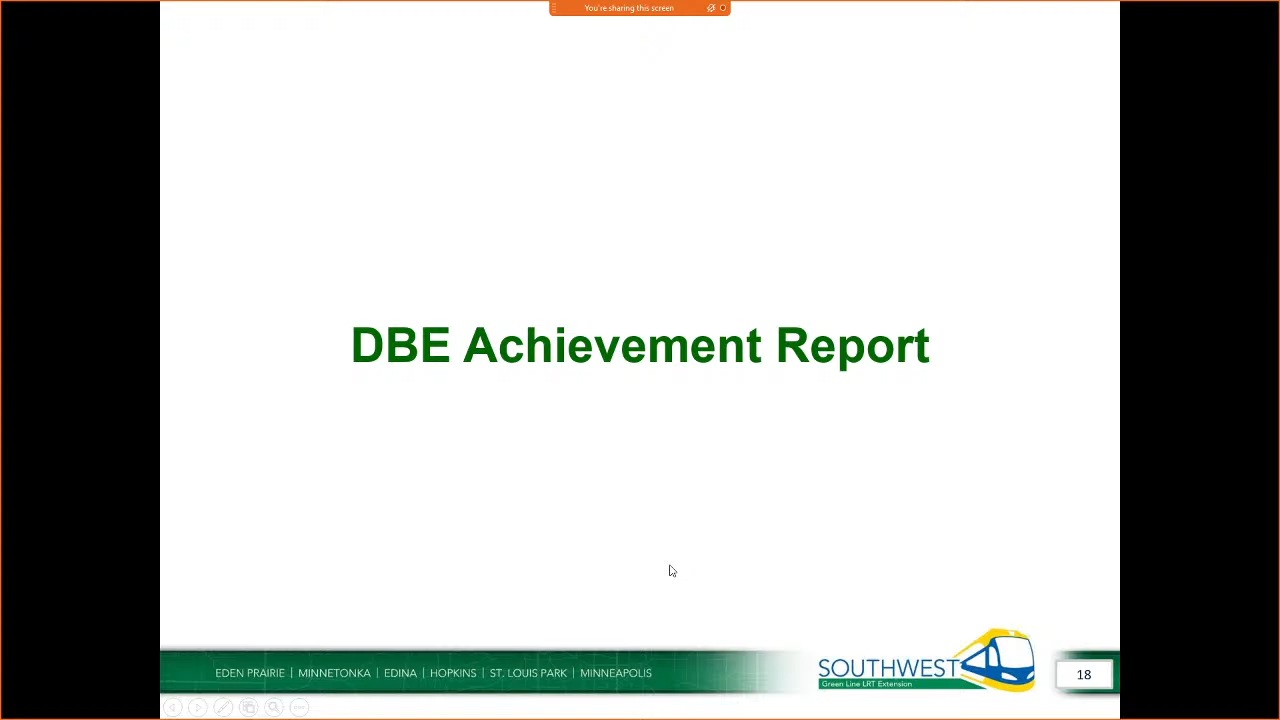 You're sharing this screen
DBE Achievement Report
EDEN PRAIRIE | MINNETONKA | EDINA | HOPKINS | ST. LOUIS PARK | MINNEAPOLIS
SOUTHWEST
Green Line LRT Extension
18